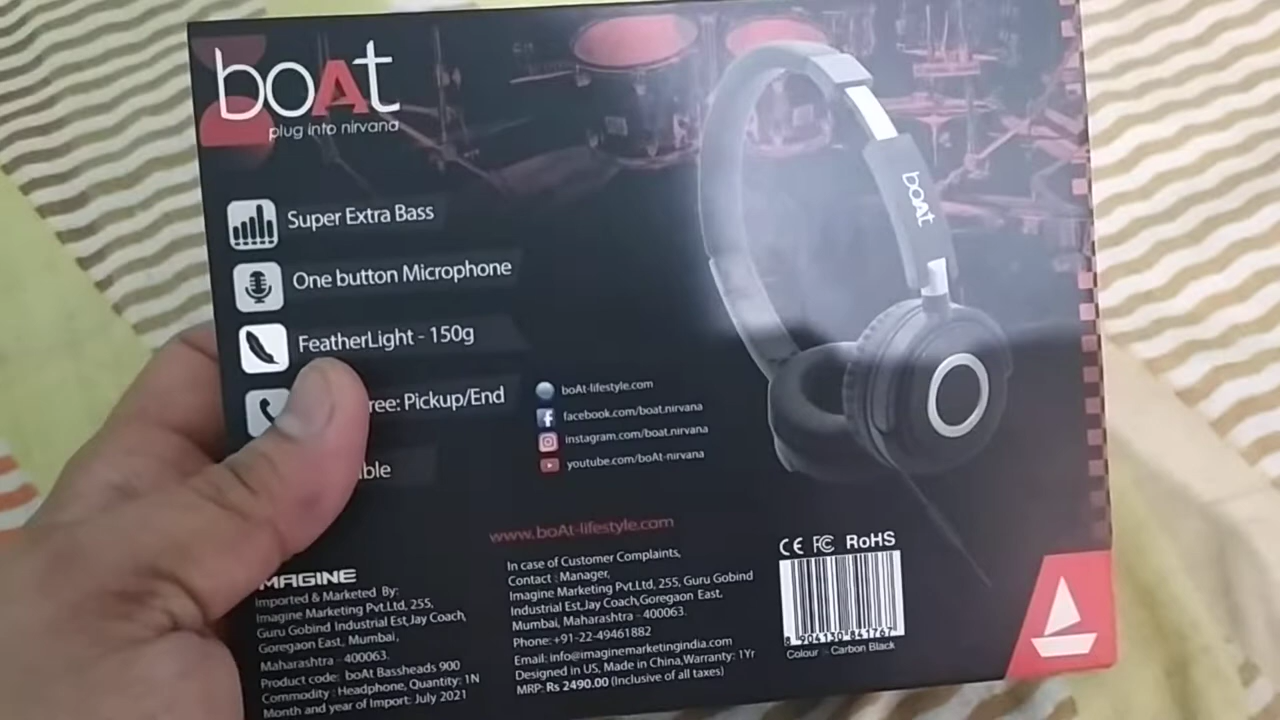 boAt
plug into nirvana
boAt
Super Extra Bass
One button Microphone
FeatherLight - 150g
ree: Pickup/End
boAt-lifestyle.com
facebook.com/boat.nirvana
instagram.com/boat.nirvana
youtube.com/boAt-nirvana
www.boAt-lifestyle.com
MAGINE
Imported & Marketed By:
Imagine Marketing Pvt.Ltd, 255,
Guru Gobind Industrial Est,Jay Coach,
Goregaon East, Mumbai,
Maharashtra - 400063.
Product code: boAt Bassheads 900
Commodity : Headphone, Quantity: 1N
Month and year of Import: July 2021
In case of Customer Complaints,
Contact : Manager,
Imagine Marketing Pvt.Ltd, 255, Guru Gobind
Industrial Est,Jay Coach,Goregaon East,
Mumbai, Maharashtra - 400063.
Phone: +91-22-49461882
Email: info@imaginemarketingindia.com
Designed in US, Made in China,Warranty: 1Yr
MRP: Rs 2490.00 (Inclusive of all taxes)
CE FC RoHS
8 904130 841767
Colour - Carbon Black